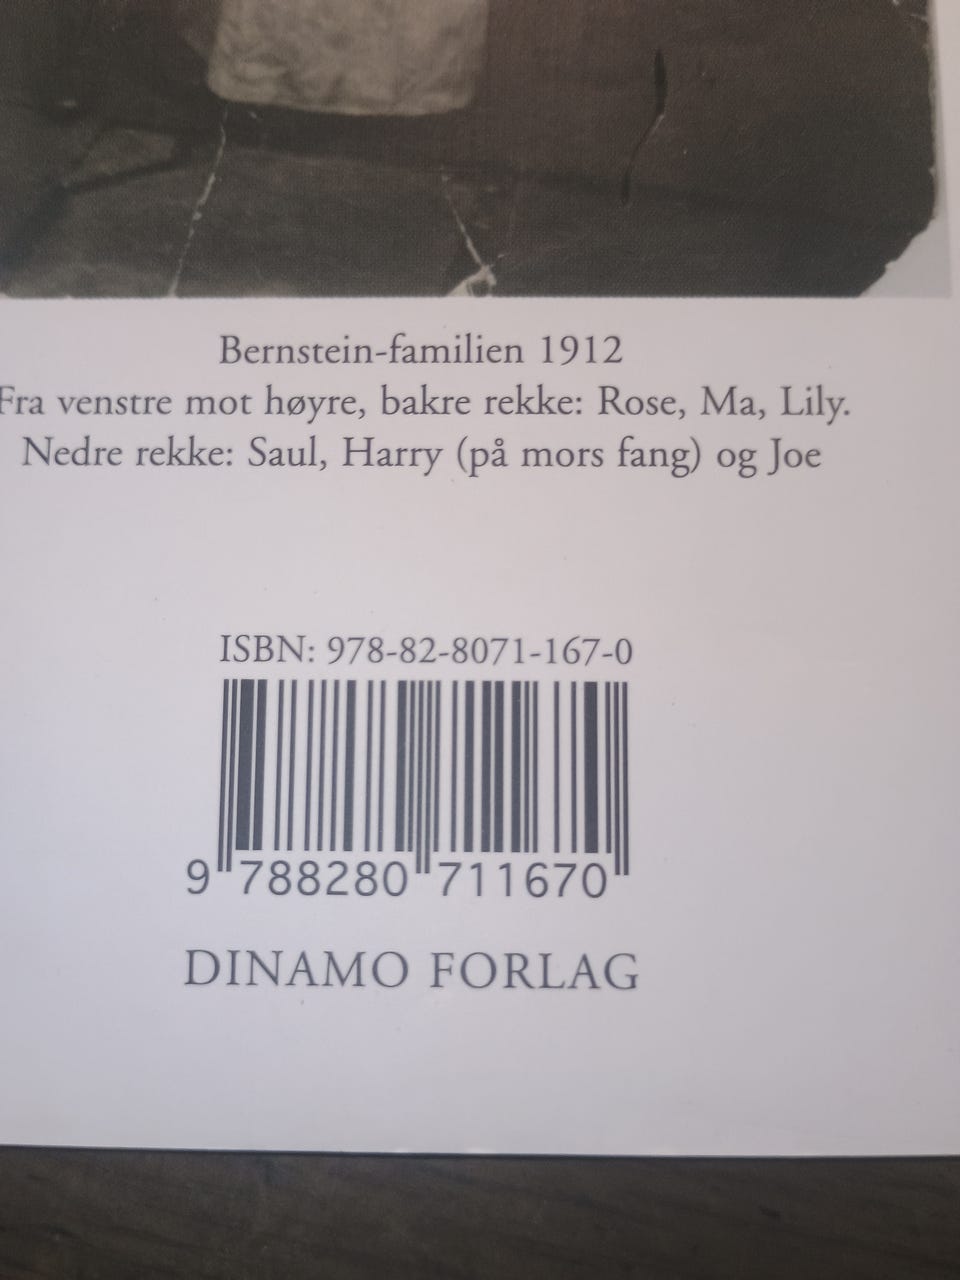 Bernstein-familien 1912
Fra venstre mot høyre, bakre rekke: Rose, Ma, Lily.
Nedre rekke: Saul, Harry (på mors fang) og Joe
ISBN: 978-82-8071-167-0
9 788280 711670
DINAMO FORLAG